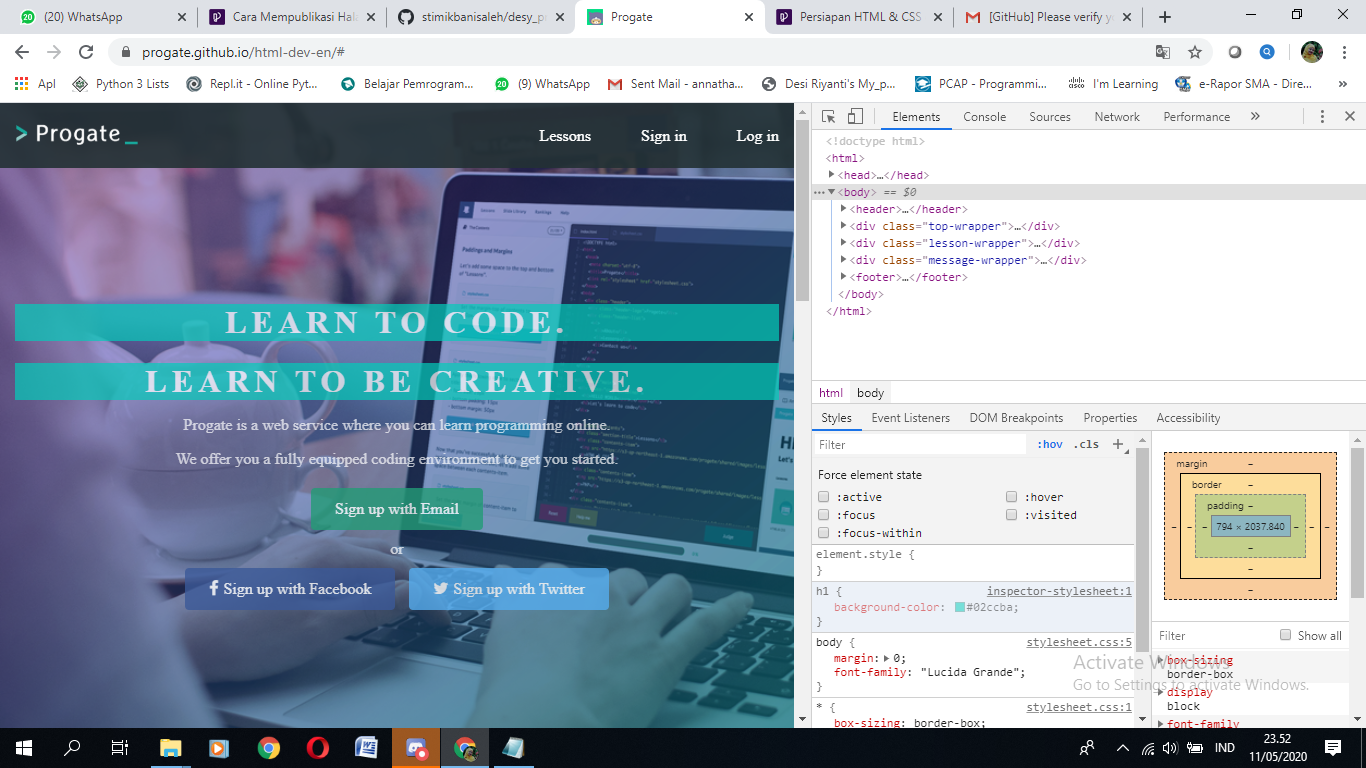 (20) WhatsApp
Cara Mempublikasi Hal
stimikbanisaleh/desy_p
Progate
Persiapan HTML & CSS
[GitHub] Please verify y
progate.github.io/html-dev-en/#
Apl
Python 3 Lists
Repl.it - Online Pyt...
Belajar Pemrogram...
(9) WhatsApp
Sent Mail - annatha...
Desi Riyanti's My_p...
PCAP - Programmi...
I'm Learning
e-Rapor SMA - Dire...
Progate_
Lessons
Sign in
Log in
LEARN TO CODE.
LEARN TO BE CREATIVE.
Progate is a web service where you can learn programming online.
We offer you a fully equipped coding environment to get you started.
Sign up with Email
or
Sign up with Facebook
Sign up with Twitter
Paddings and Margins
Elements
Console
Sources
Network
Performance
<!doctype html>
<html>
<head>…</head>
<body> == $0
<header>…</header>
<div class="top-wrapper">…</div>
<div class="lesson-wrapper">…</div>
<div class="message-wrapper">…</div>
<footer>…</footer>
</body>
</html>
html body
Styles
Event Listeners
DOM Breakpoints
Properties
Accessibility
Filter
:hov .cls
Force element state
:active
:hover
:focus
:visited
:focus-within
element.style {
}
h1 { inspector-stylesheet:1
background-color: #02ccba;
}
body { stylesheet.css:5
margin: 0;
font-family: "Lucida Grande";
}
* { stylesheet.css:1
box-sizing: border-box;
margin –
border –
padding –
794 × 2037.840
Filter
Show all
box-sizing
border-box
display
block
font-family
Activate Windows
Go to Settings to activate Windows.
IND
23.52
11/05/2020